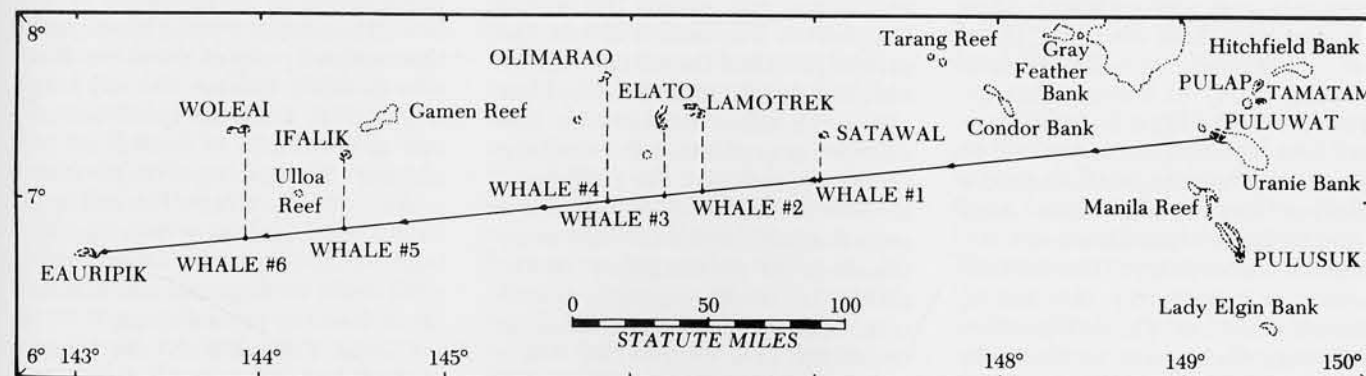 8°
Tarang Reef
Gray
Feather
Bank
Hitchfield Bank
OLIMARAO
PULAP
TAMATAM
WOLEAI
Gamen Reef
ELATO
LAMOTREK
SATAWAL
Condor Bank
PULUWAT
IFALIK
Ulloa
Reef
Uranie Bank
7°
WHALE #4
WHALE #3
WHALE #2
WHALE #1
Manila Reef
EAURIPIK
WHALE #6
WHALE #5
PULUSUK
Lady Elgin Bank
0 50 100
STATUTE MILES
6° 143° 144° 145° 148° 149° 150°